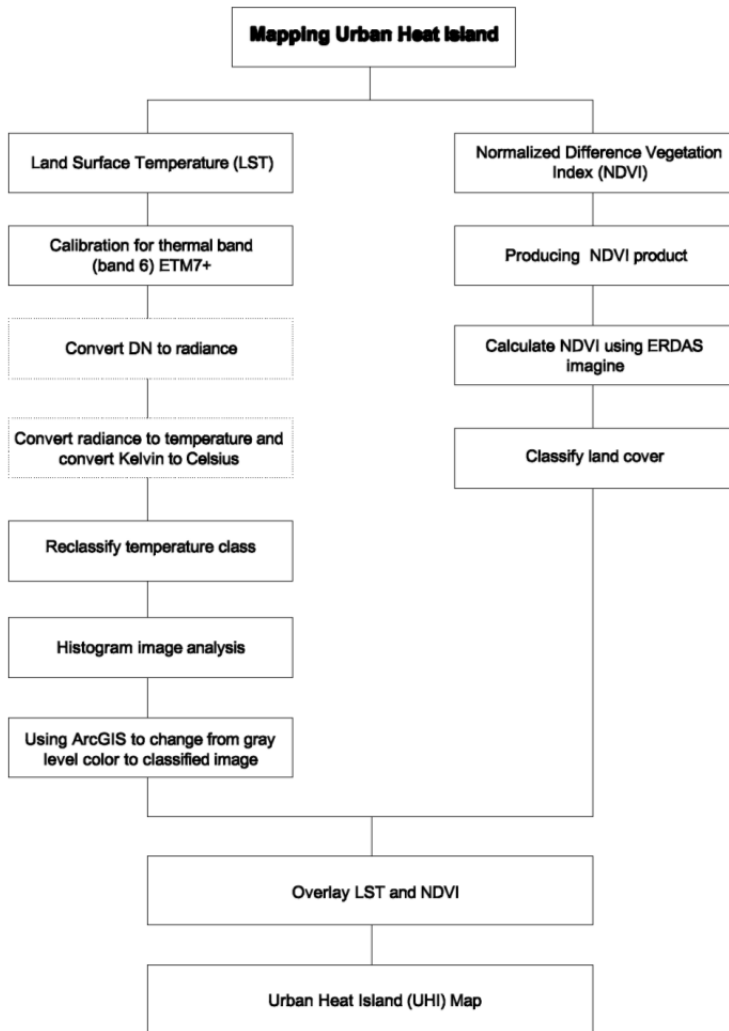 Mapping Urban Heat Island
Land Surface Temperature (LST)
Calibration for thermal band
(band 6) ETM7+
Convert DN to radiance
Convert radiance to temperature and
convert Kelvin to Celsius
Reclassify temperature class
Histogram image analysis
Using ArcGIS to change from gray
level color to classified image
Normalized Difference Vegetation
Index (NDVI)
Producing NDVI product
Calculate NDVI using ERDAS
imagine
Classify land cover
Overlay LST and NDVI
Urban Heat Island (UHI) Map